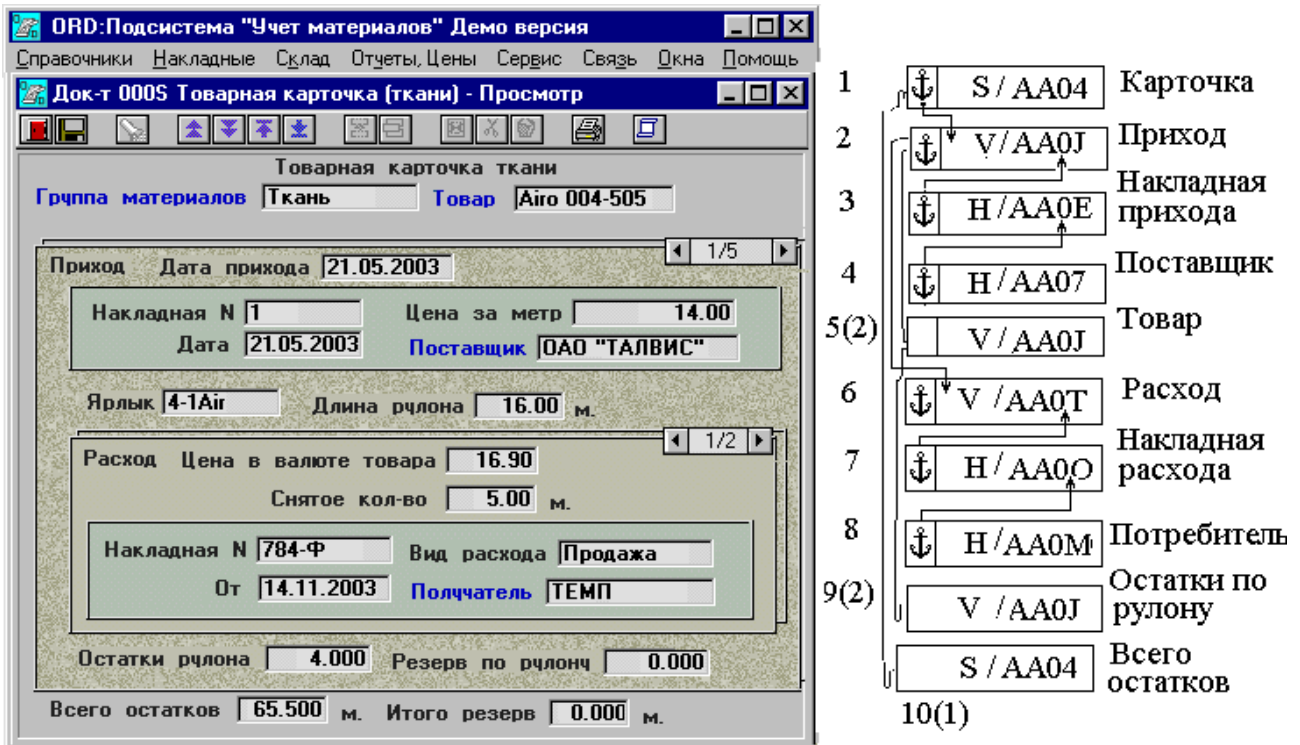 ORD:Подсистема "Учет материалов" Демо версия
Справочники Накладные Склад Отчеты,Цены Сервис Связь Окна Помощь
Док-т 000S Товарная карточка (ткани) - Просмотр
Товарная карточка ткани
Группа материалов Ткань Товар Airo 004-505
1/5
Приход Дата прихода 21.05.2003
Накладная N 1 Цена за метр 14.00
Дата 21.05.2003 Поставщик ОАО "ТАЛВИС"
Ярлык 4-1Air Длина рулона 16.00 м.
1/2
Расход Цена в валюте товара 16.90
Снятое кол-во 5.00 м.
Накладная N 784-Ф Вид расхода Продажа
От 14.11.2003 Получатель ТЕМП
Остатки рулона 4.000 Резерв по рулону 0.000
Всего остатков 65.500 м. Итого резерв 0.000 м.
1 S/AA04 Карточка
2 V/AA0J Приход
3 H/AA0E Накладная
прихода
4 H/AA07 Поставщик
5(2) V/AA0J Товар
6 V/AA0T Расход
7 H/AA0O Накладная
расхода
8 H/AA0M Потребитель
9(2) V/AA0J Остатки по
рулону
S/AA04 Всего
остатков
10(1)